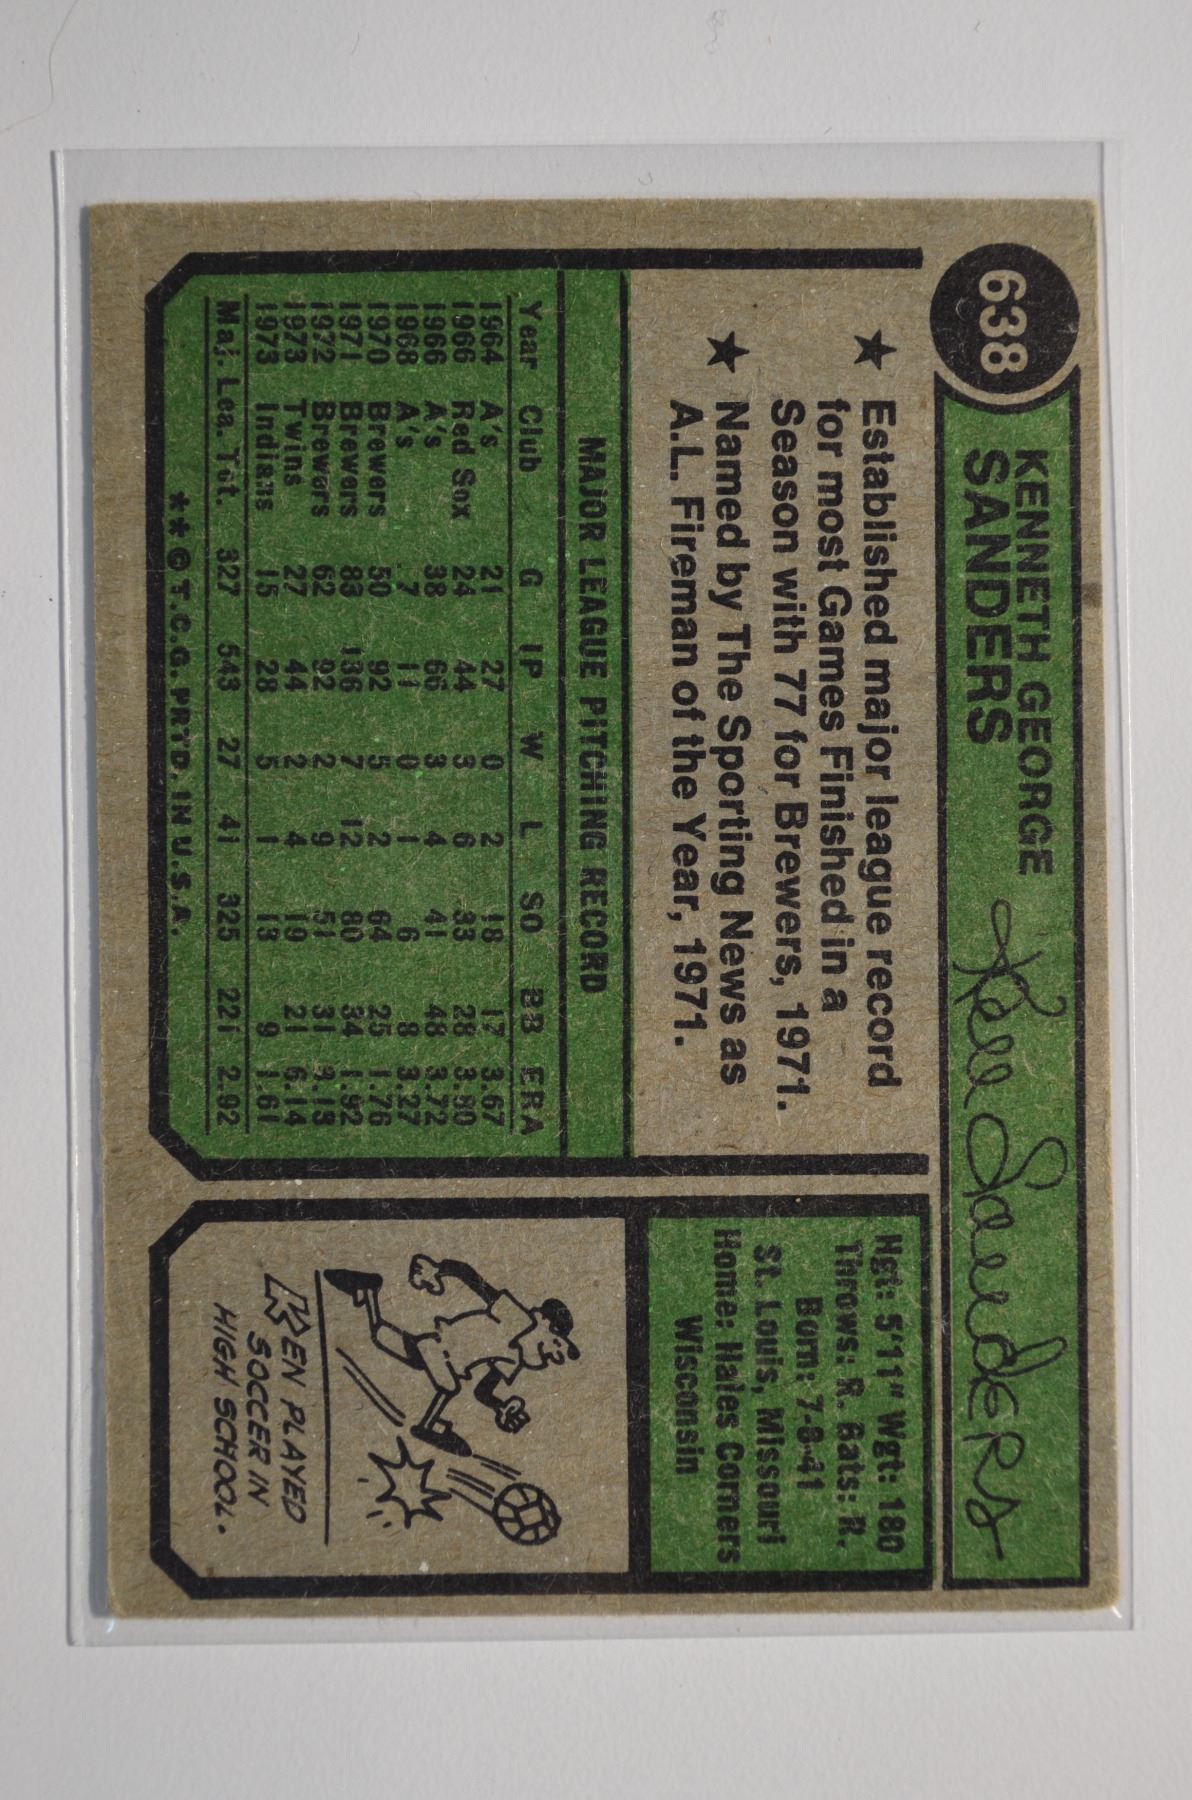 638
KENNETH GEORGE
SANDERS
Ken Sanders
★ Established major league record
for most Games Finished in a
Season with 77 for Brewers, 1971.
★ Named by The Sporting News as
A.L. Fireman of the Year, 1971.
MAJOR LEAGUE PITCHING RECORD
Year Club G IP W L SO BB ERA
1964 A's 21 27 0 2 18 17 3.67
1966 Red Sox 24 44 3 6 33 28 3.80
1966 A's 38 66 3 4 41 48 3.72
1968 A's 7 11 0 1 6 8 3.27
1970 Brewers 50 92 5 2 64 25 1.76
1971 Brewers 83 136 7 12 80 34 1.92
1972 Brewers 62 92 2 9 51 31 3.13
1973 Twins 27 44 2 4 19 21 6.14
1973 Indians 15 28 5 1 13 9 1.61
Maj. Lea. Tot. 327 543 27 41 325 221 2.92
**©T.C.G. PRTD. IN U.S.A.
Hgt: 5'11" Wgt: 180
Throws: R. Bats: R.
Born: 7-8-41
St. Louis, Missouri
Home: Hales Corners
Wisconsin
KEN PLAYED
SOCCER IN
HIGH SCHOOL.